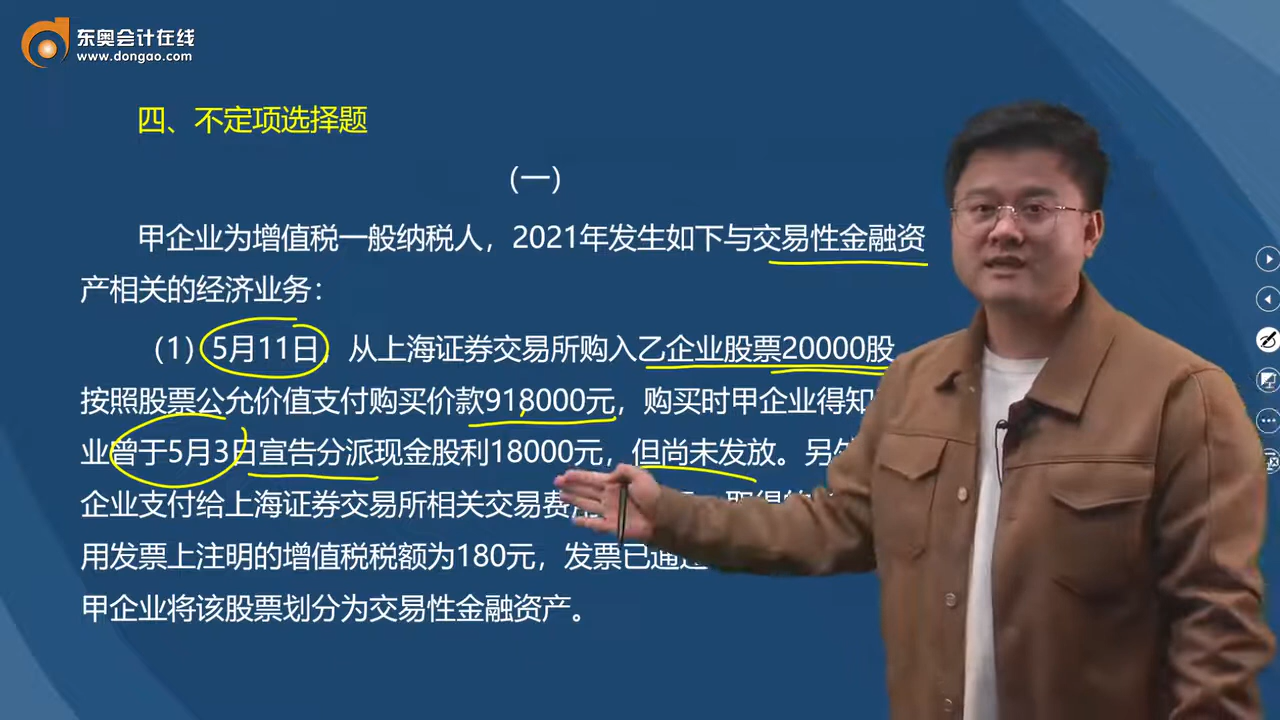 东奥会计在线
www.dongao.com
四、不定项选择题
（一）
甲企业为增值税一般纳税人，2021年发生如下与交易性金融资
产相关的经济业务：
（1）5月11日，从上海证券交易所购入乙企业股票20000股
按照股票公允价值支付购买价款918000元，购买时甲企业得知
业曾于5月3日宣告分派现金股利18000元，但尚未发放。另
企业支付给上海证券交易所相关交易费
用发票上注明的增值税税额为180元，发票已通过
甲企业将该股票划分为交易性金融资产。